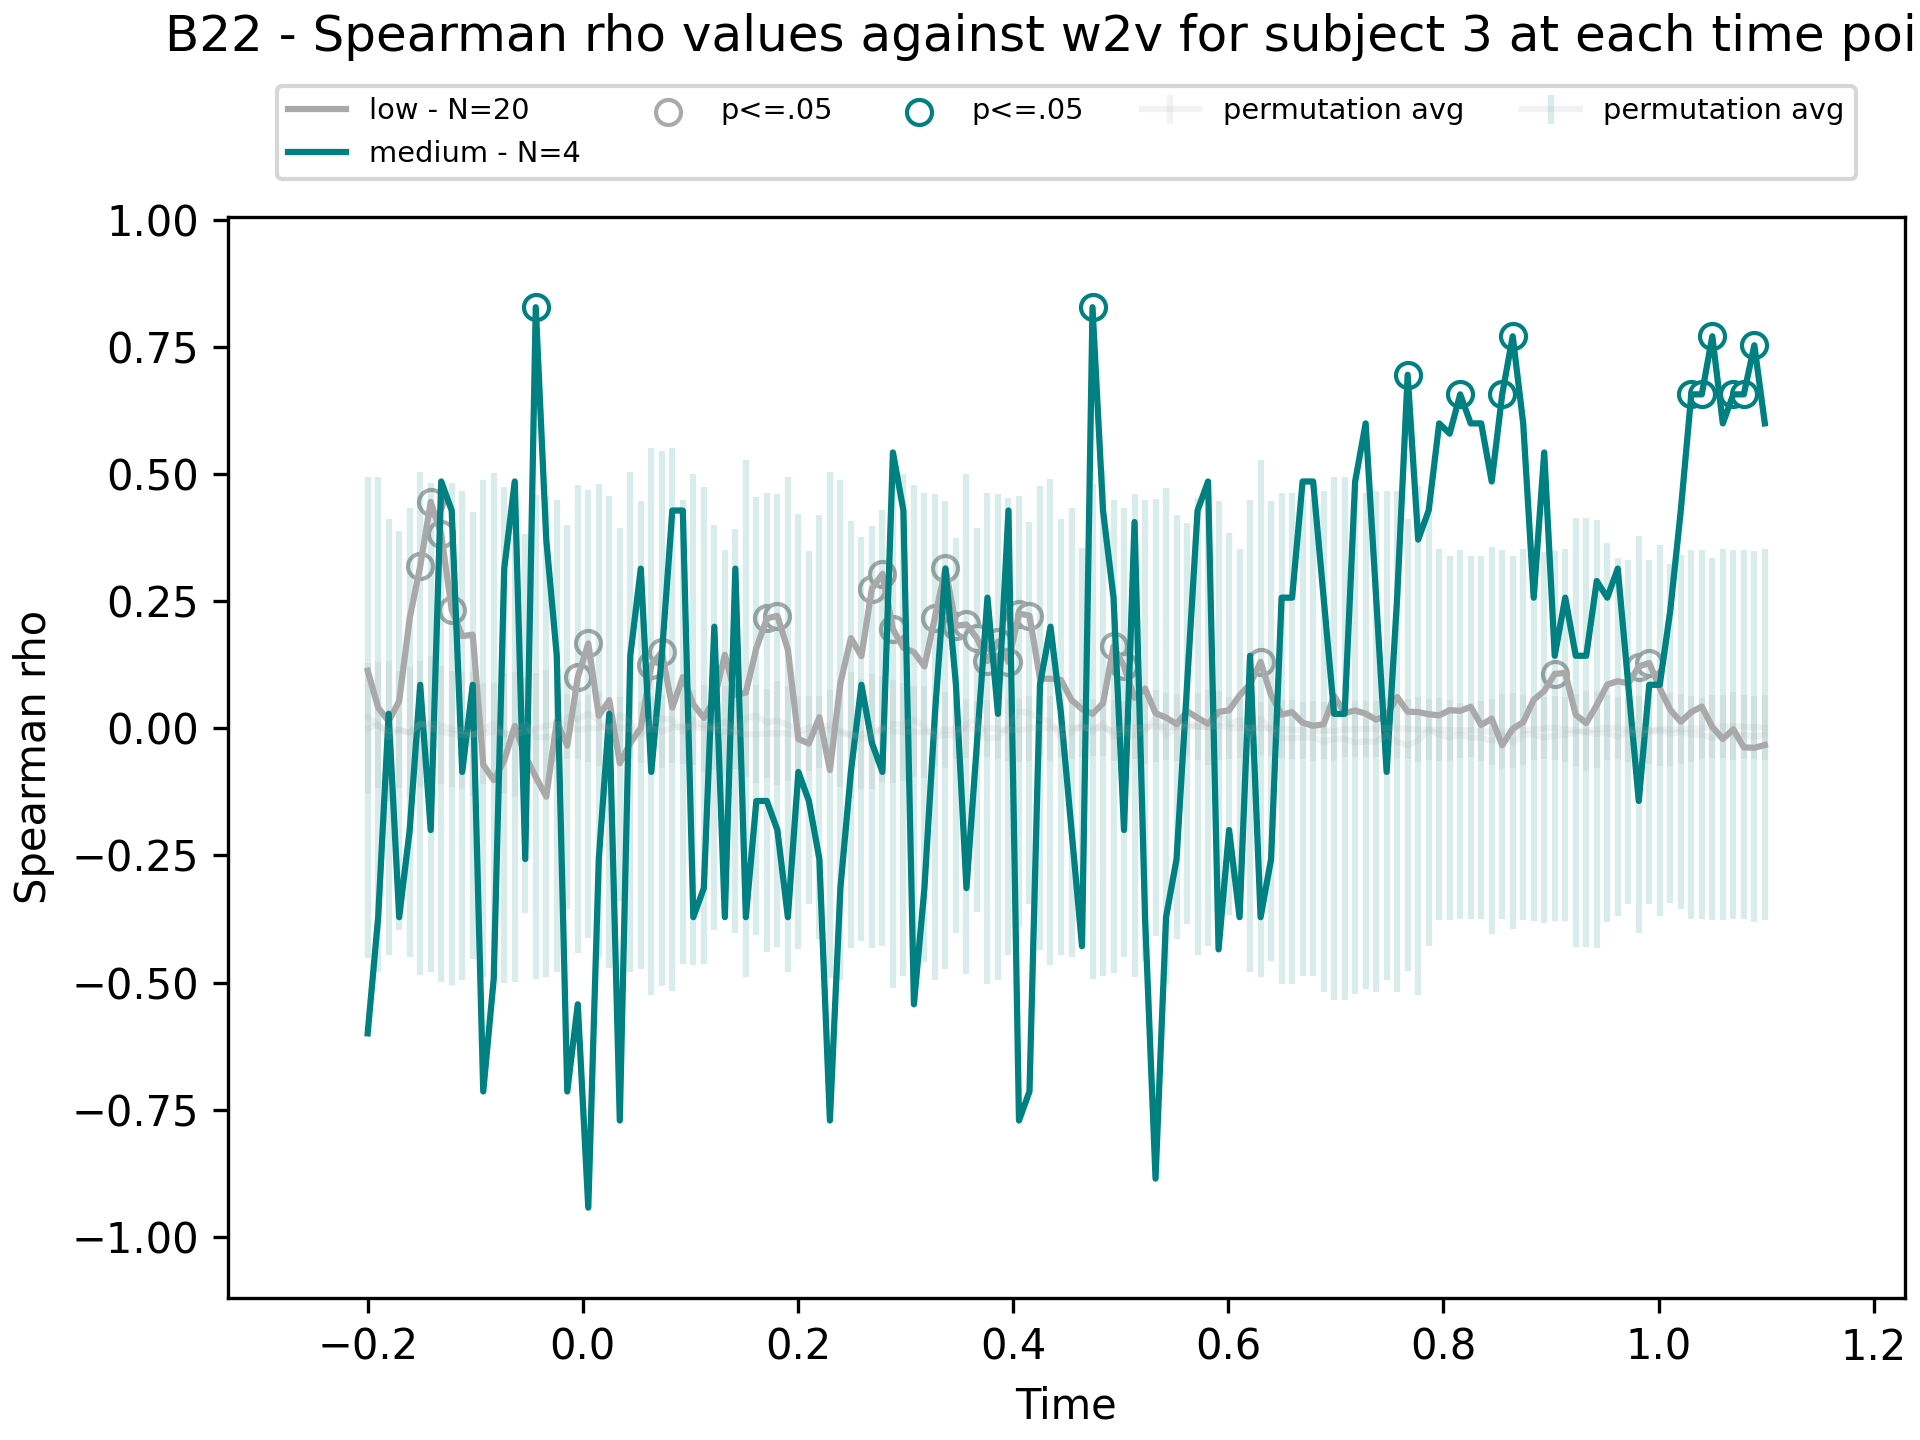 B22 - Spearman rho values against w2v for subject 3 at each time poi
low - N=20
medium - N=4
p<=.05
p<=.05
permutation avg
permutation avg
1.00
0.75
0.50
0.25
0.00
−0.25
−0.50
−0.75
−1.00
Spearman rho
−0.2 0.0 0.2 0.4 0.6 0.8 1.0 1.2
Time